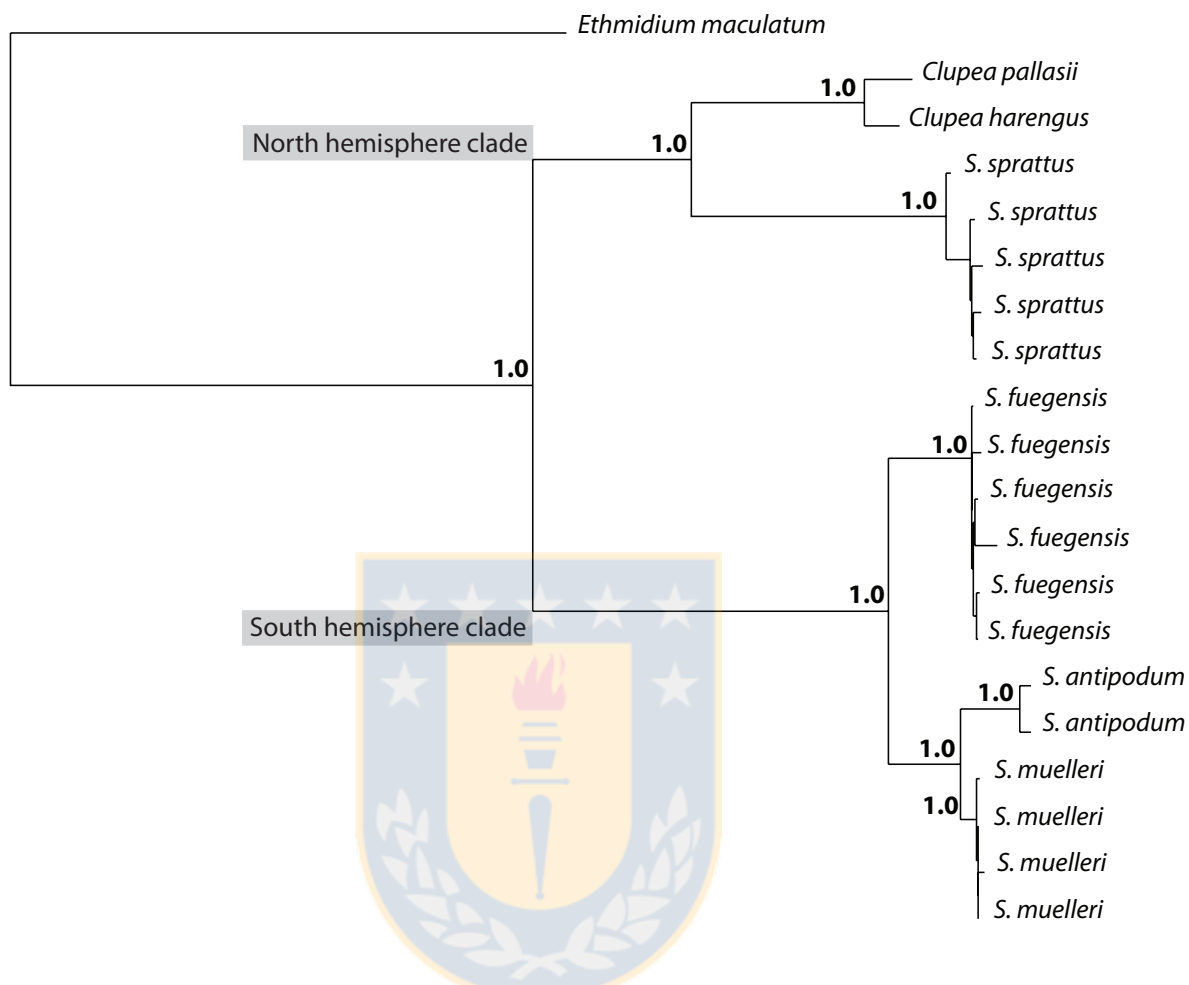 Ethmidium maculatum
Clupea pallasii
1.0
Clupea harengus
North hemisphere clade
1.0
S. sprattus
1.0
S. sprattus
S. sprattus
S. sprattus
S. sprattus
1.0
S. fuegensis
1.0
S. fuegensis
S. fuegensis
S. fuegensis
S. fuegensis
1.0
South hemisphere clade
S. fuegensis
S. antipodum
1.0
S. antipodum
1.0
S. muelleri
1.0
S. muelleri
S. muelleri
S. muelleri